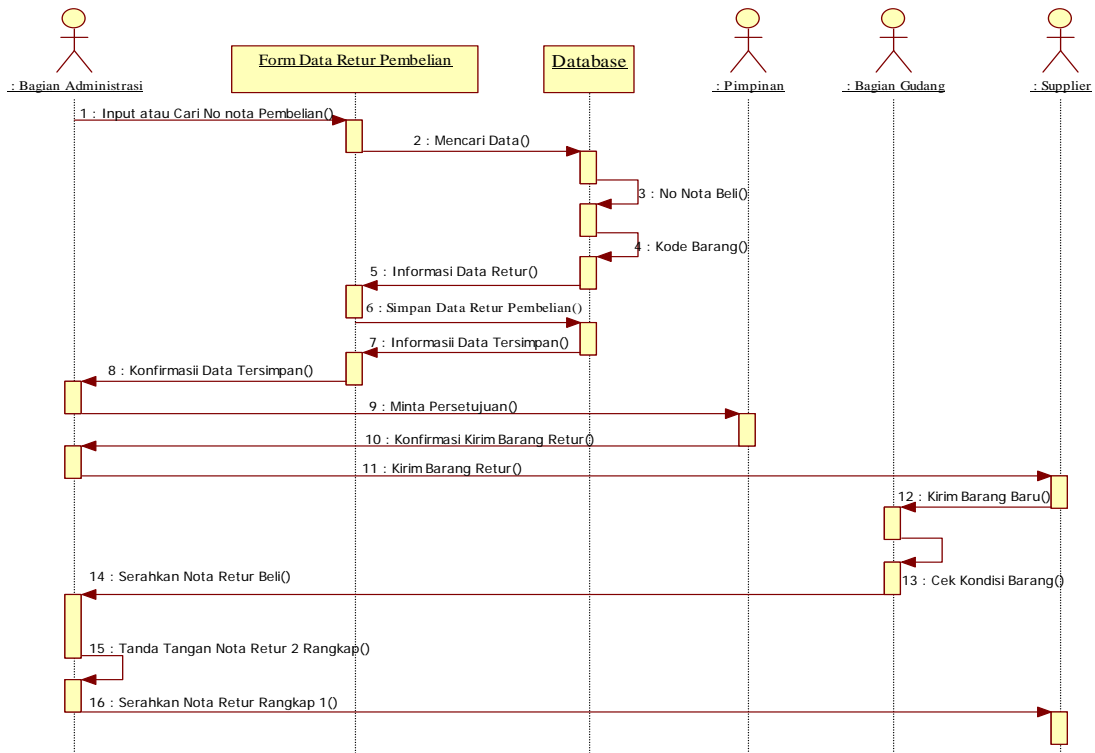 Form Data Retur Pembelian
Database
: Bagian Administrasi
: Pimpinan
: Bagian Gudang
: Supplier
1 : Input atau Cari No nota Pembelian()
2 : Mencari Data()
3 : No Nota Beli()
4 : Kode Barang()
5 : Informasi Data Retur()
6 : Simpan Data Retur Pembelian()
7 : Informasii Data Tersimpan()
8 : Konfirmasii Data Tersimpan()
9 : Minta Persetujuan()
10 : Konfirmasi Kirim Barang Retur()
11 : Kirim Barang Retur()
12 : Kirim Barang Baru()
13 : Cek Kondisi Barang()
14 : Serahkan Nota Retur Beli()
15 : Tanda Tangan Nota Retur 2 Rangkap()
16 : Serahkan Nota Retur Rangkap 1()